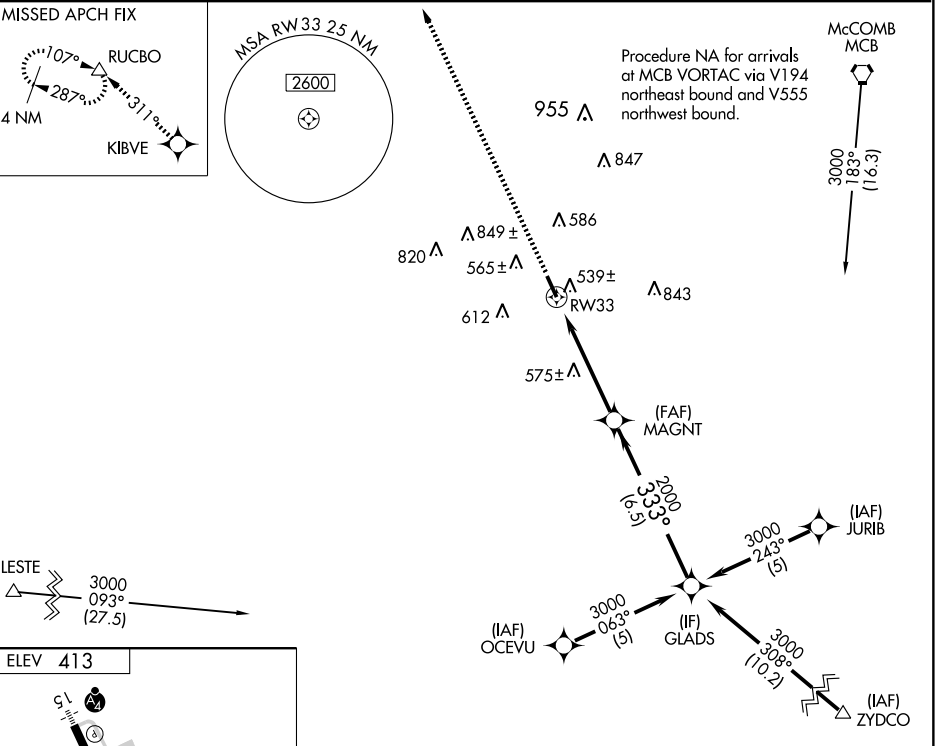 MISSED APCH FIX
107°
RUCBO
287°
311°
4 NM
KIBVE
MSA RW33 25 NM
2600
Procedure NA for arrivals
at MCB VORTAC via V194
northeast bound and V555
northwest bound.
McCOMB
MCB
3000
183°
(16.3)
955
847
586
849±
820
565±
539±
843
RW33
612
575±
(FAF)
MAGNT
2000
333°
(6.5)
(IAF)
JURIB
3000
243°
(5)
LESTE
3000
093°
(27.5)
3000
063°
(5)
(IAF)
OCEVU
(IF)
GLADS
3000
308°
(10.2)
(IAF)
ZYDCO
ELEV 413
15
A4
P